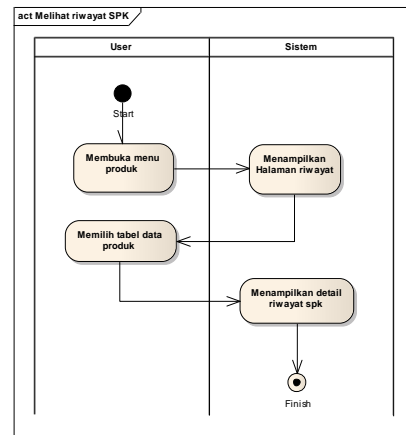 act Melihat riwayat SPK
User
Sistem
Start
Membuka menu
produk
Menampilkan
Halaman riwayat
Memilih tabel data
produk
Menampilkan detail
riwayat spk
Finish